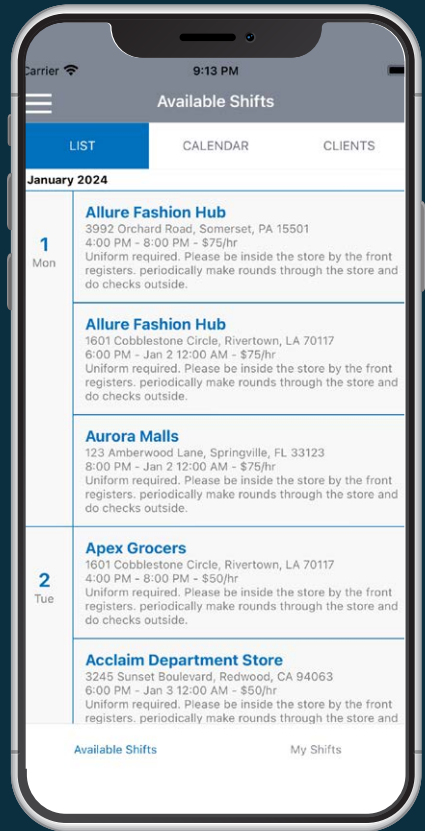 Carrier
9:13 PM
Available Shifts
LIST
CALENDAR
CLIENTS
January 2024
1
Mon
Allure Fashion Hub
3992 Orchard Road, Somerset, PA 15501
4:00 PM - 8:00 PM - $75/hr
Uniform required. Please be inside the store by the front
registers. periodically make rounds through the store and
do checks outside.
Allure Fashion Hub
1601 Cobblestone Circle, Rivertown, LA 70117
6:00 PM - Jan 2 12:00 AM - $75/hr
Uniform required. Please be inside the store by the front
registers. periodically make rounds through the store and
do checks outside.
Aurora Malls
123 Amberwood Lane, Springville, FL 33123
8:00 PM - Jan 2 12:00 AM - $75/hr
Uniform required. Please be inside the store by the front
registers. periodically make rounds through the store and
do checks outside.
2
Tue
Apex Grocers
1601 Cobblestone Circle, Rivertown, LA 70117
4:00 PM - 8:00 PM - $50/hr
Uniform required. Please be inside the store by the front
registers. periodically make rounds through the store and
do checks outside.
Acclaim Department Store
3245 Sunset Boulevard, Redwood, CA 94063
6:00 PM - Jan 3 12:00 AM - $50/hr
Uniform required. Please be inside the store by the front
registers. periodically make rounds through the store and
Available Shifts
My Shifts